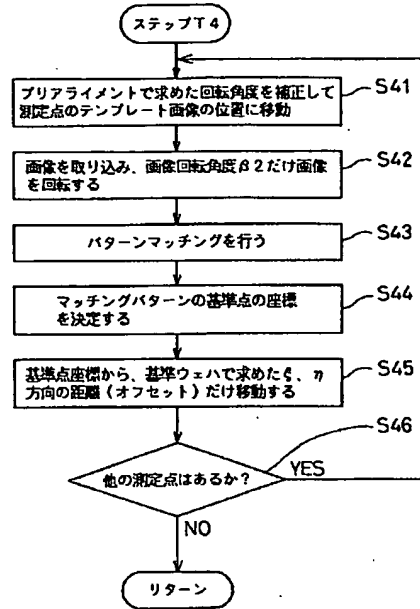 ステップT4
プリアライメントで求めた回転角度を補正して
測定点のテンプレート画像の位置に移動
S41
画像を取り込み、画像回転角度β2だけ画像
を回転する
S42
パターンマッチングを行う
S43
マッチングパターンの基準点の座標
を決定する
S44
基準点座標から、基準ウェハで求めたξ、η
方向の距離(オフセット)だけ移動する
S45
他の測定点はあるか?
S46
YES
NO
リターン